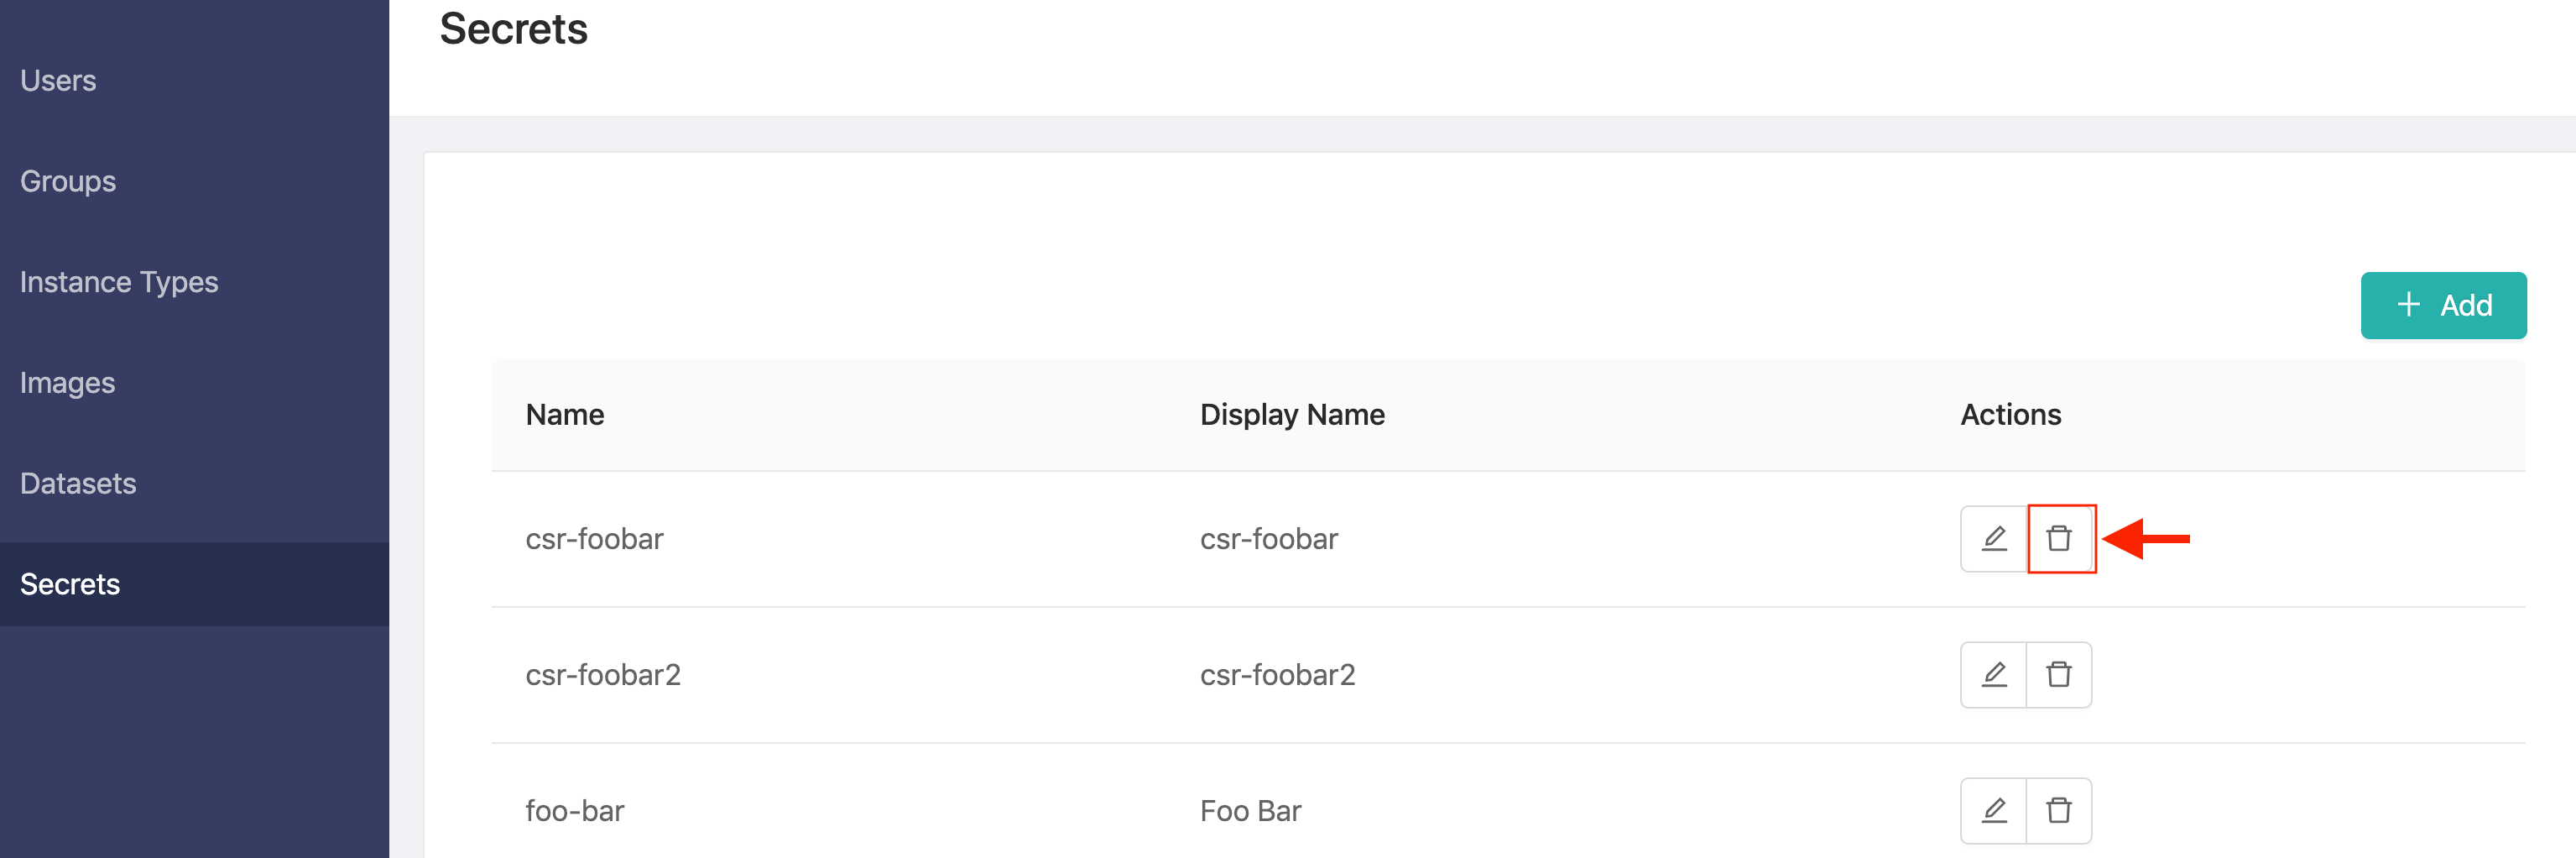 Secrets
Users
Groups
Instance Types
Images
Datasets
Secrets
Add
Name Display Name Actions
csr-foobar csr-foobar
csr-foobar2 csr-foobar2
foo-bar Foo Bar